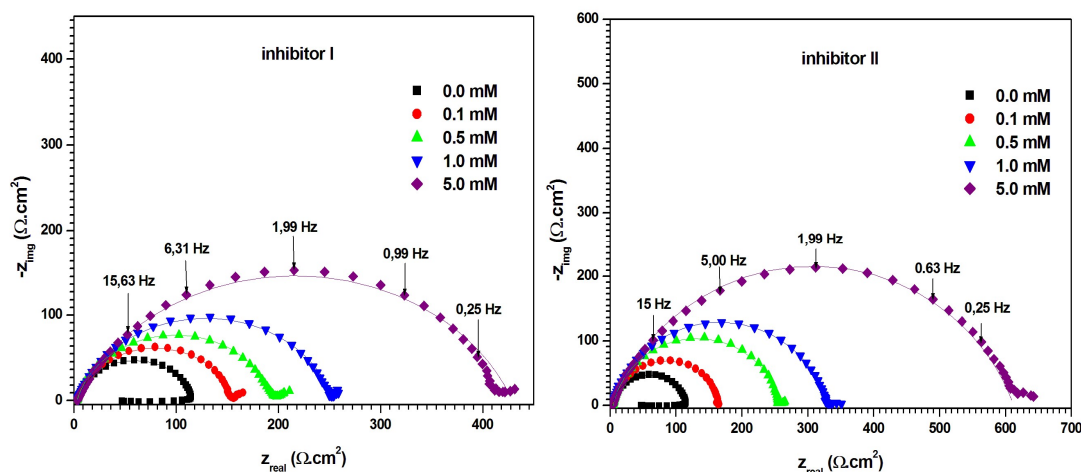 inhibitor I
0.0 mM
0.1 mM
0.5 mM
1.0 mM
5.0 mM
400
300
200
100
0
-z_img (Ω.cm²)
15,63 Hz
6,31 Hz
1,99 Hz
0,99 Hz
0,25 Hz
0 100 200 300 400
z_real (Ω.cm²)
inhibitor II
0.0 mM
0.1 mM
0.5 mM
1.0 mM
5.0 mM
600
500
400
300
200
100
0
-z_img (Ω.cm²)
15 Hz
5,00 Hz
1,99 Hz
0.63 Hz
0,25 Hz
0 100 200 300 400 500 600 700
z_real (Ω.cm²)